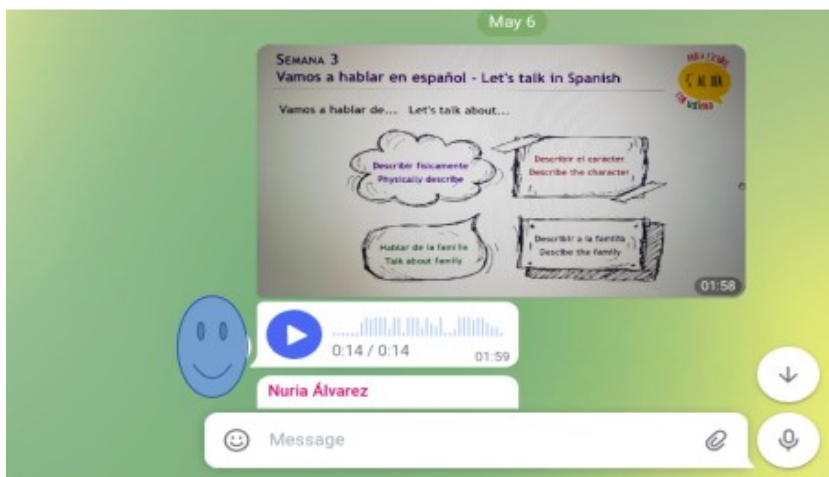 May 6
SEMANA 3
Vamos a hablar en español - Let's talk in Spanish
Vamos a hablar de... Let's talk about...
Describir físicamente
Physically describe
Describir el carácter
Describe the character
Hablar de la familia
Talk about family
Describir a la familia
Descibe the family
01:58
0:14 / 0:14
01:59
Nuria Álvarez
Message